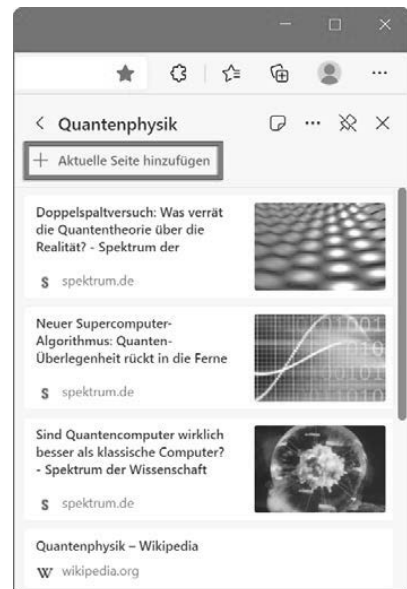 Quantenphysik
Aktuelle Seite hinzufügen
Doppelspaltversuch: Was verrät
die Quantentheorie über die
Realität? - Spektrum der
spektrum.de
Neuer Supercomputer-
Algorithmus: Quanten-
Überlegenheit rückt in die Ferne
spektrum.de
Sind Quantencomputer wirklich
besser als klassische Computer?
- Spektrum der Wissenschaft
spektrum.de
Quantenphysik – Wikipedia
W wikipedia.org